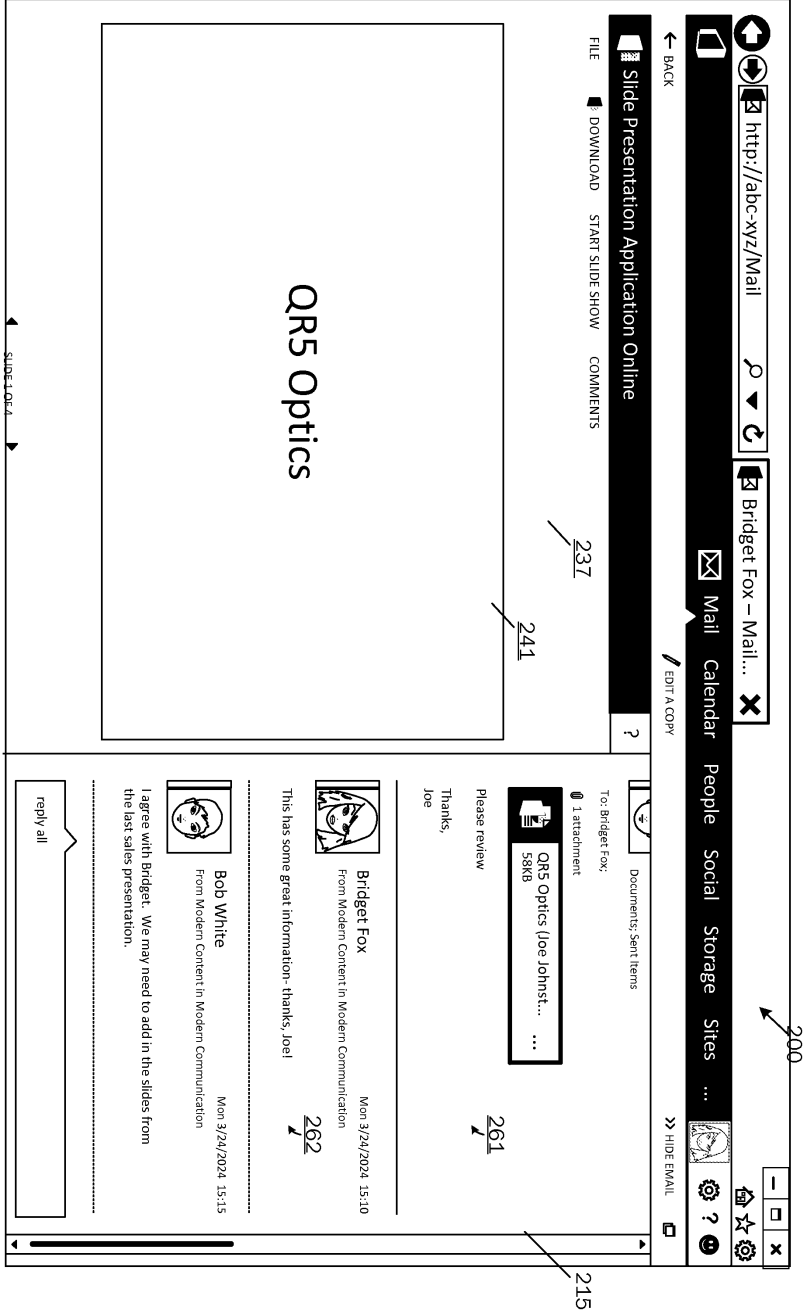 200
http://abc-xyz/Mail
Bridget Fox – Mail...
Mail Calendar People Social Storage Sites ... ?
BACK
EDIT A COPY
HIDE EMAIL
Slide Presentation Application Online
?
FILE DOWNLOAD START SLIDE SHOW COMMENTS
237
241
QR5 Optics
SLIDE 1 OF 4
Documents; Sent Items
To: Bridget Fox;
1 attachment
QR5 Optics (Joe Johnst...
58KB
...
Please review
261
Thanks,
Joe
Bridget Fox
From Modern Content in Modern Communication
Mon 3/24/2024 15:10
262
This has some great information- thanks, Joe!
Bob White
From Modern Content in Modern Communication
Mon 3/24/2024 15:15
I agree with Bridget. We may need to add in the slides from
the last sales presentation.
reply all
215